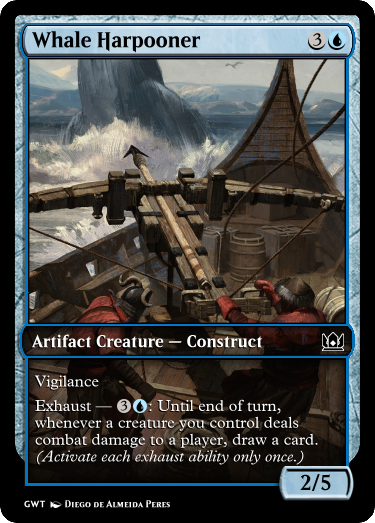 Whale Harpooner 3
Artifact Creature — Construct
Vigilance
Exhaust — 3: Until end of turn,
whenever a creature you control deals
combat damage to a player, draw a card.
(Activate each exhaust ability only once.)
2/5
GWT Diego de Almeida Peres